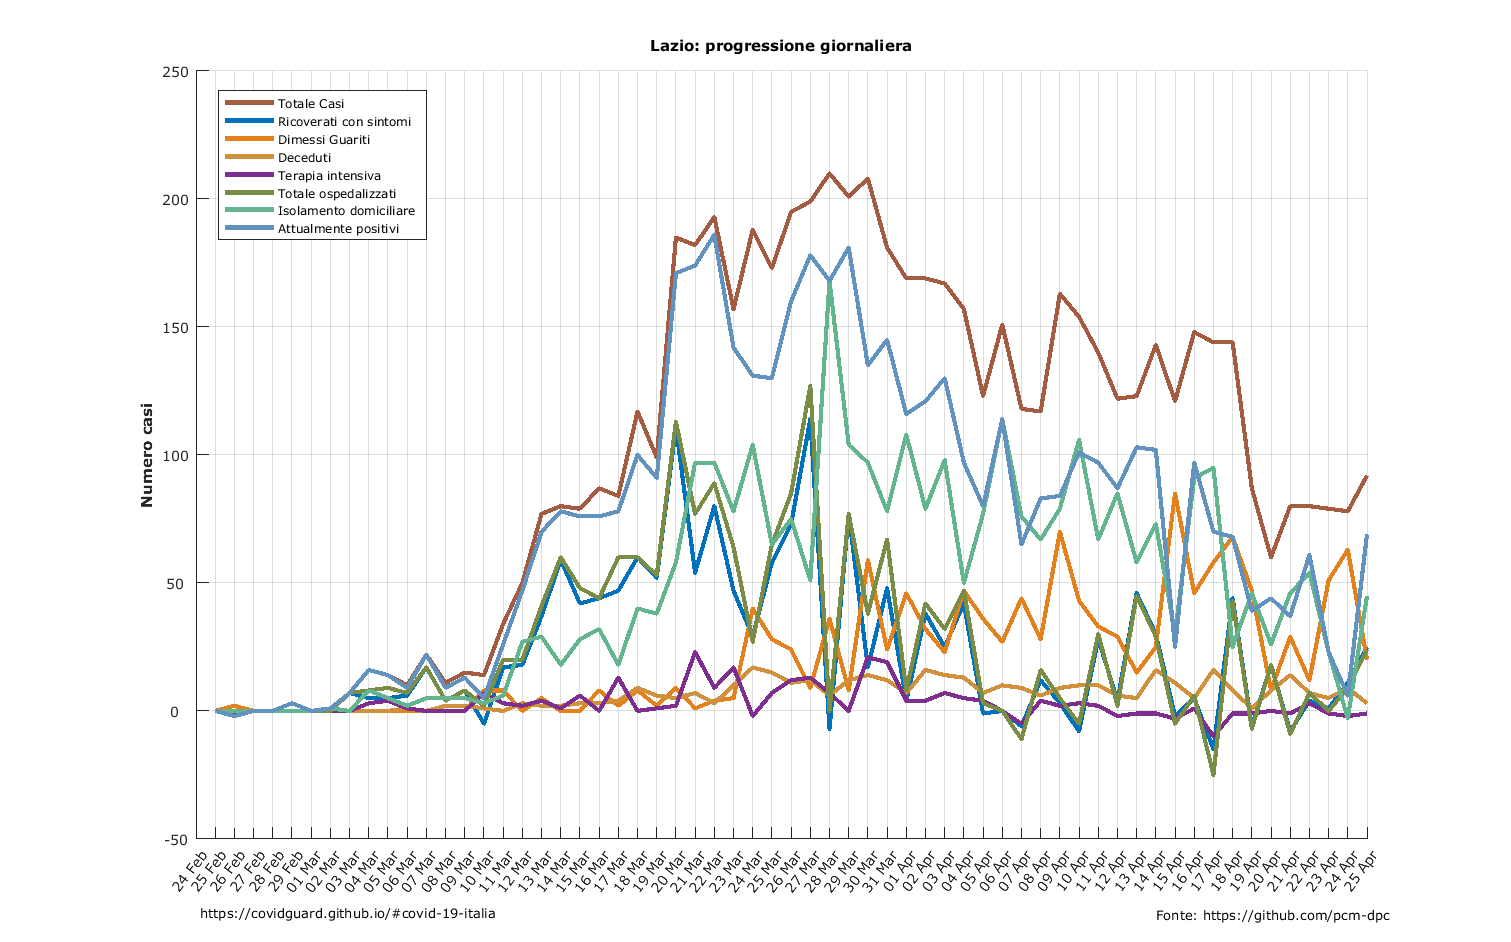 Lazio: progressione giornaliera
250
200
150
100
50
0
-50
Numero casi
Totale Casi
Ricoverati con sintomi
Dimessi Guariti
Deceduti
Terapia intensiva
Totale ospedalizzati
Isolamento domiciliare
Attualmente positivi
24 Feb
25 Feb
26 Feb
27 Feb
28 Feb
29 Feb
01 Mar
02 Mar
03 Mar
04 Mar
05 Mar
06 Mar
07 Mar
08 Mar
09 Mar
10 Mar
11 Mar
12 Mar
13 Mar
14 Mar
15 Mar
16 Mar
17 Mar
18 Mar
19 Mar
20 Mar
21 Mar
22 Mar
23 Mar
24 Mar
25 Mar
26 Mar
27 Mar
28 Mar
29 Mar
30 Mar
31 Mar
01 Apr
02 Apr
03 Apr
04 Apr
05 Apr
06 Apr
07 Apr
08 Apr
09 Apr
10 Apr
11 Apr
12 Apr
13 Apr
14 Apr
15 Apr
16 Apr
17 Apr
18 Apr
19 Apr
20 Apr
21 Apr
22 Apr
23 Apr
24 Apr
25 Apr
https://covidguard.github.io/#covid-19-italia
Fonte: https://github.com/pcm-dpc